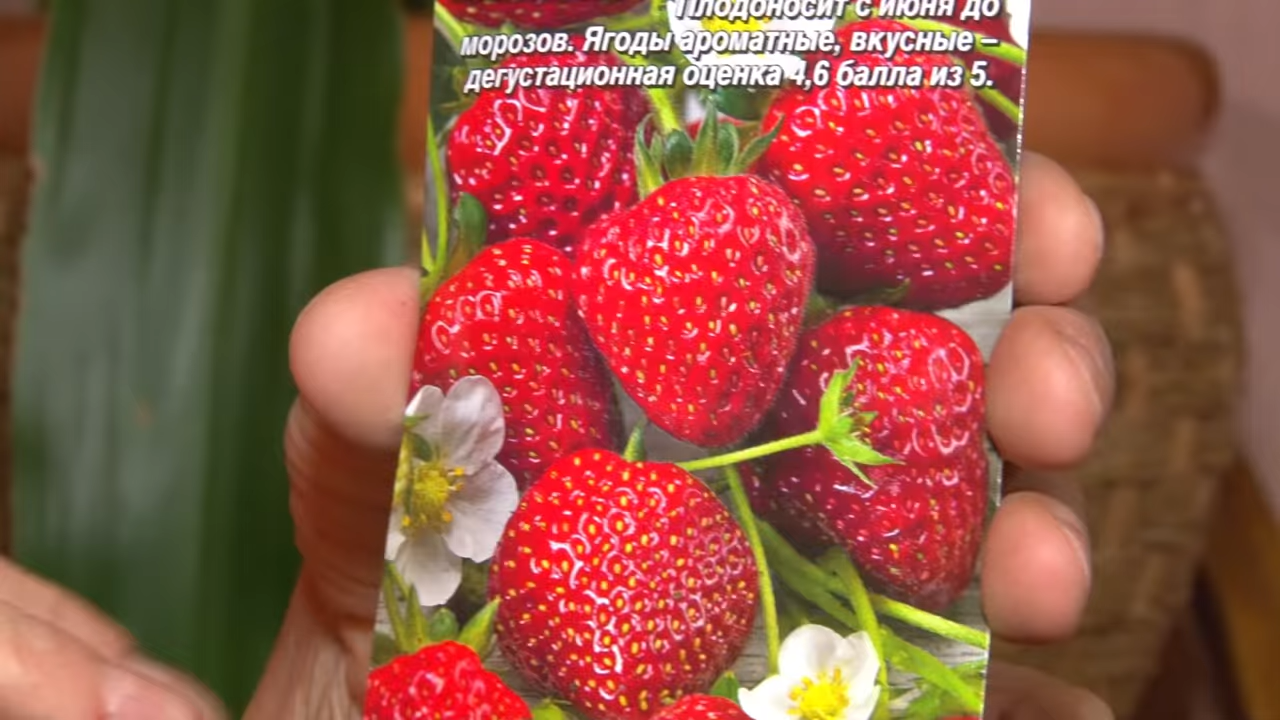 Плодоносит с июня до
морозов. Ягоды ароматные, вкусные –
дегустационная оценка 4,6 балла из 5.